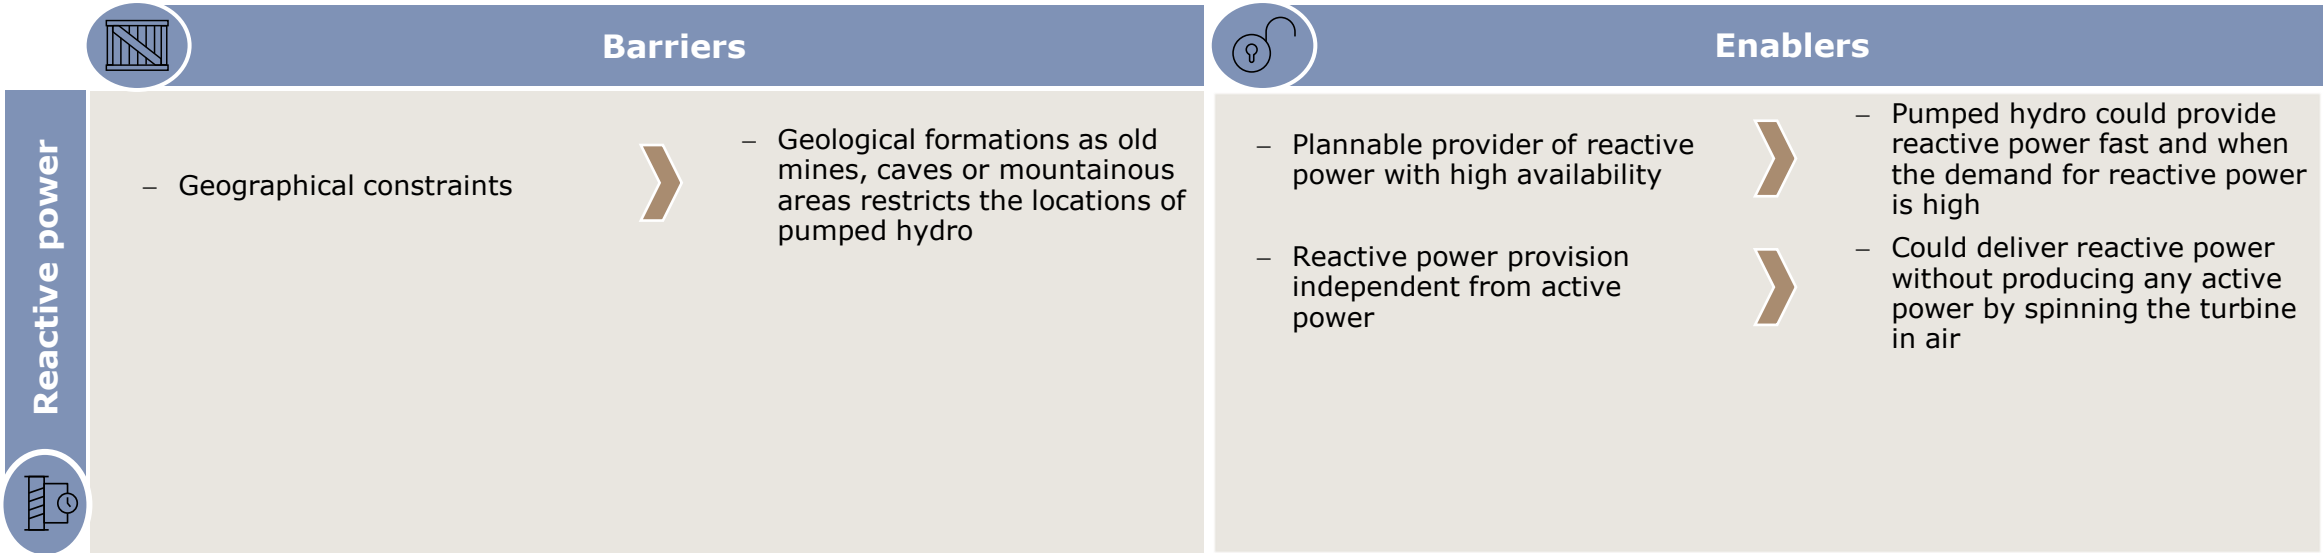 Barriers
Enablers
Reactive power
– Geographical constraints
– Geological formations as old
mines, caves or mountainous
areas restricts the locations of
pumped hydro
– Plannable provider of reactive
power with high availability
– Pumped hydro could provide
reactive power fast and when
the demand for reactive power
is high
– Reactive power provision
independent from active
power
– Could deliver reactive power
without producing any active
power by spinning the turbine
in air